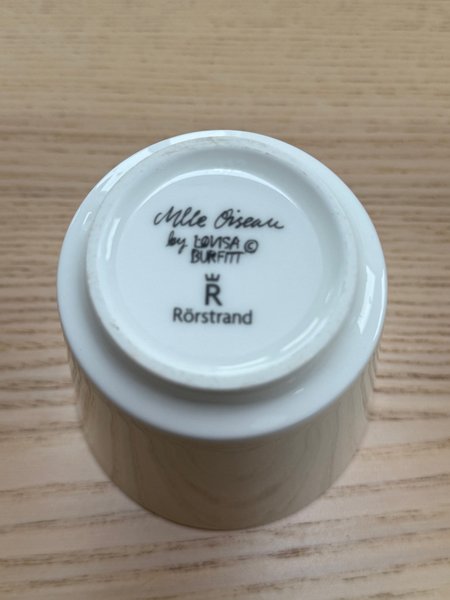 Mlle Oiseau
by LOVISA ©
BURFITT
R
Rörstrand